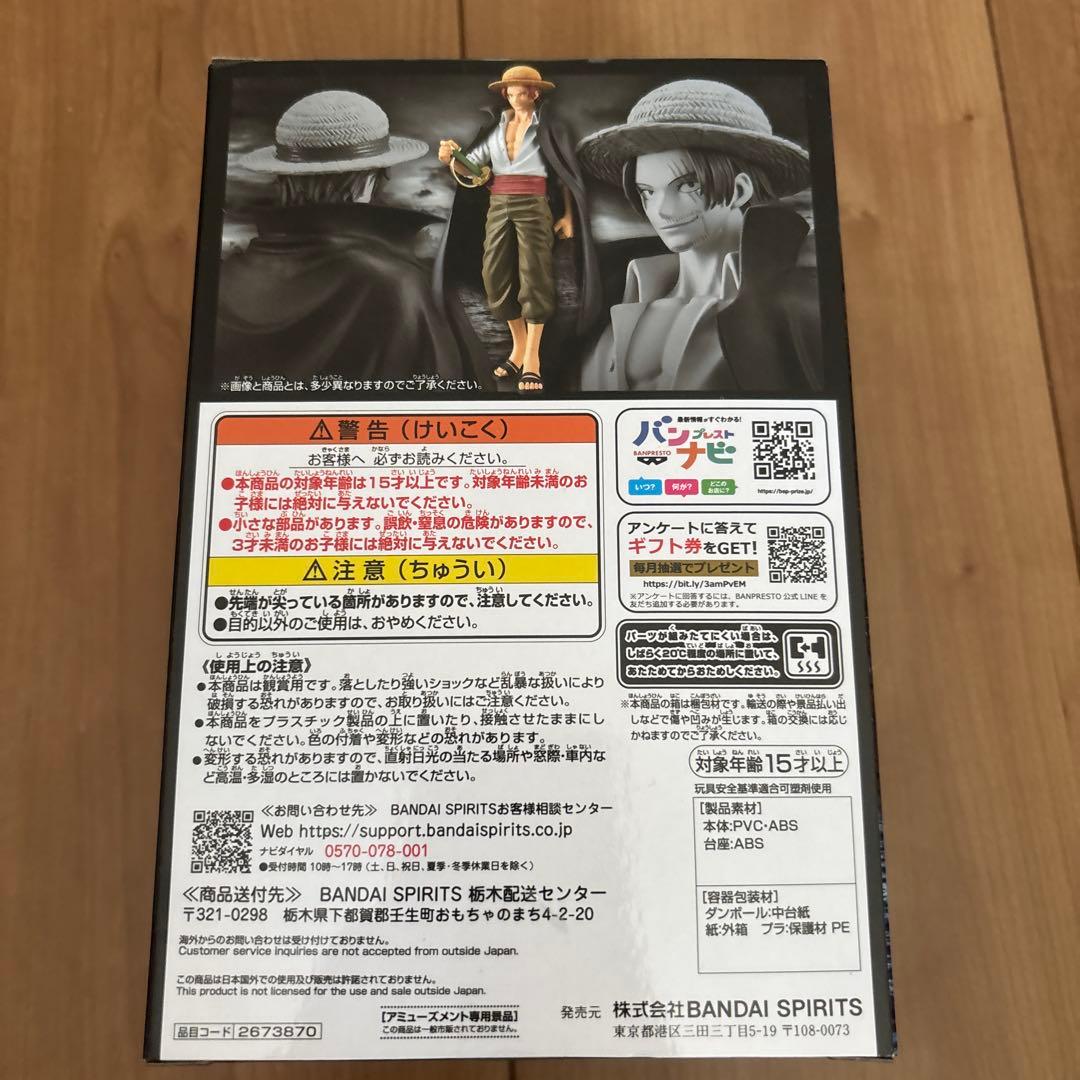 ※画像と商品とは、多少異なりますのでご了承ください。
⚠警告(けいこく)
お客様へ 必ずお読みください。
●本商品の対象年齢は15才以上です。対象年齢未満のお
子様には絶対に与えないでください。
●小さな部品があります。誤飲・窒息の危険がありますので、
3才未満のお子様には絶対に与えないでください。
⚠注意(ちゅうい)
●先端が尖っている箇所がありますので、注意してください。
●目的以外のご使用は、おやめください。
《使用上の注意》
●本商品は観賞用です。落としたり強いショックなど乱暴な扱いにより
破損する恐れがありますので、お取り扱いにはご注意ください。
●本商品をプラスチック製品の上に置いたり、接触させたままにし
ないでください。色の付着や変形などの恐れがあります。
●変形する恐れがありますので、直射日光の当たる場所や窓際・車内な
ど高温・多湿のところには置かないでください。
≪お問い合わせ先≫ BANDAI SPIRITSお客様相談センター
Web https://support.bandaispirits.co.jp
ナビダイヤル 0570-078-001
●受付時間 10時〜17時(土、日、祝日、夏季・冬季休業日を除く)
≪商品送付先≫ BANDAI SPIRITS 栃木配送センター
〒321-0298 栃木県下都賀郡壬生町おもちゃのまち4-2-20
海外からのお問い合わせは受け付けておりません。
Customer service inquiries are not accepted from outside Japan.
この商品は日本国外での使用及び販売は許諾されておりません。
This product is not licensed for the use and sale outside Japan.
品目コード 2673870
【アミューズメント専用景品】
この商品は一般市販されておりません。
最新情報がすぐわかる!
バンプレストナビ
BANPRESTO
いつ?
何が?
どこのお店に?
https://bsp-prize.jp/
アンケートに答えて
ギフト券をGET!
毎月抽選でプレゼント
https://bit.ly/3amPvEM
※アンケートに回答するには、BANPRESTO 公式 LINE を
友だち追加する必要があります。
パーツが組みたてにくい場合は、
しばらく20℃程度の場所に置いて、
あたためてからおためしください。
※本商品の箱は梱包材です。輸送の際や景品払い出
しなどで傷や凹みが生じます。箱の交換には応じ
かねますのでご了承ください。
対象年齢15才以上
玩具安全基準適合可塑剤使用
[製品素材]
本体:PVC・ABS
台座:ABS
[容器包装材]
ダンボール:中台紙
紙:外箱 プラ:保護材 PE
発売元 株式会社BANDAI SPIRITS
東京都港区三田三丁目5-19 〒108-0073